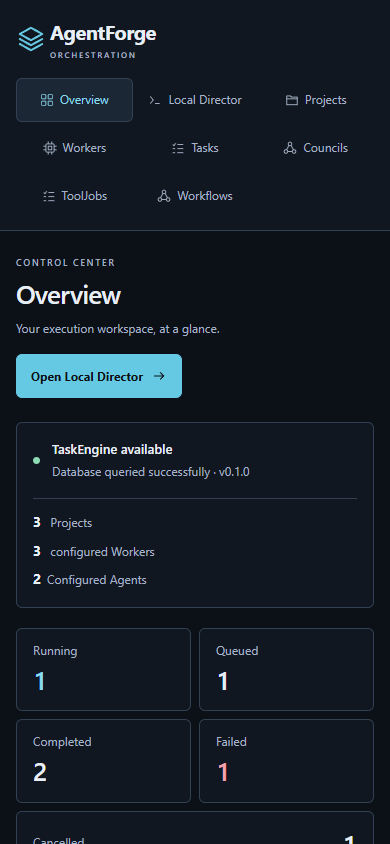 AgentForge
ORCHESTRATION
Overview
Local Director
Projects
Workers
Tasks
Councils
ToolJobs
Workflows
CONTROL CENTER
Overview
Your execution workspace, at a glance.
Open Local Director →
TaskEngine available
Database queried successfully · v0.1.0
3 Projects
3 configured Workers
2 Configured Agents
Running
1
Queued
1
Completed
2
Failed
1
Cancelled 1